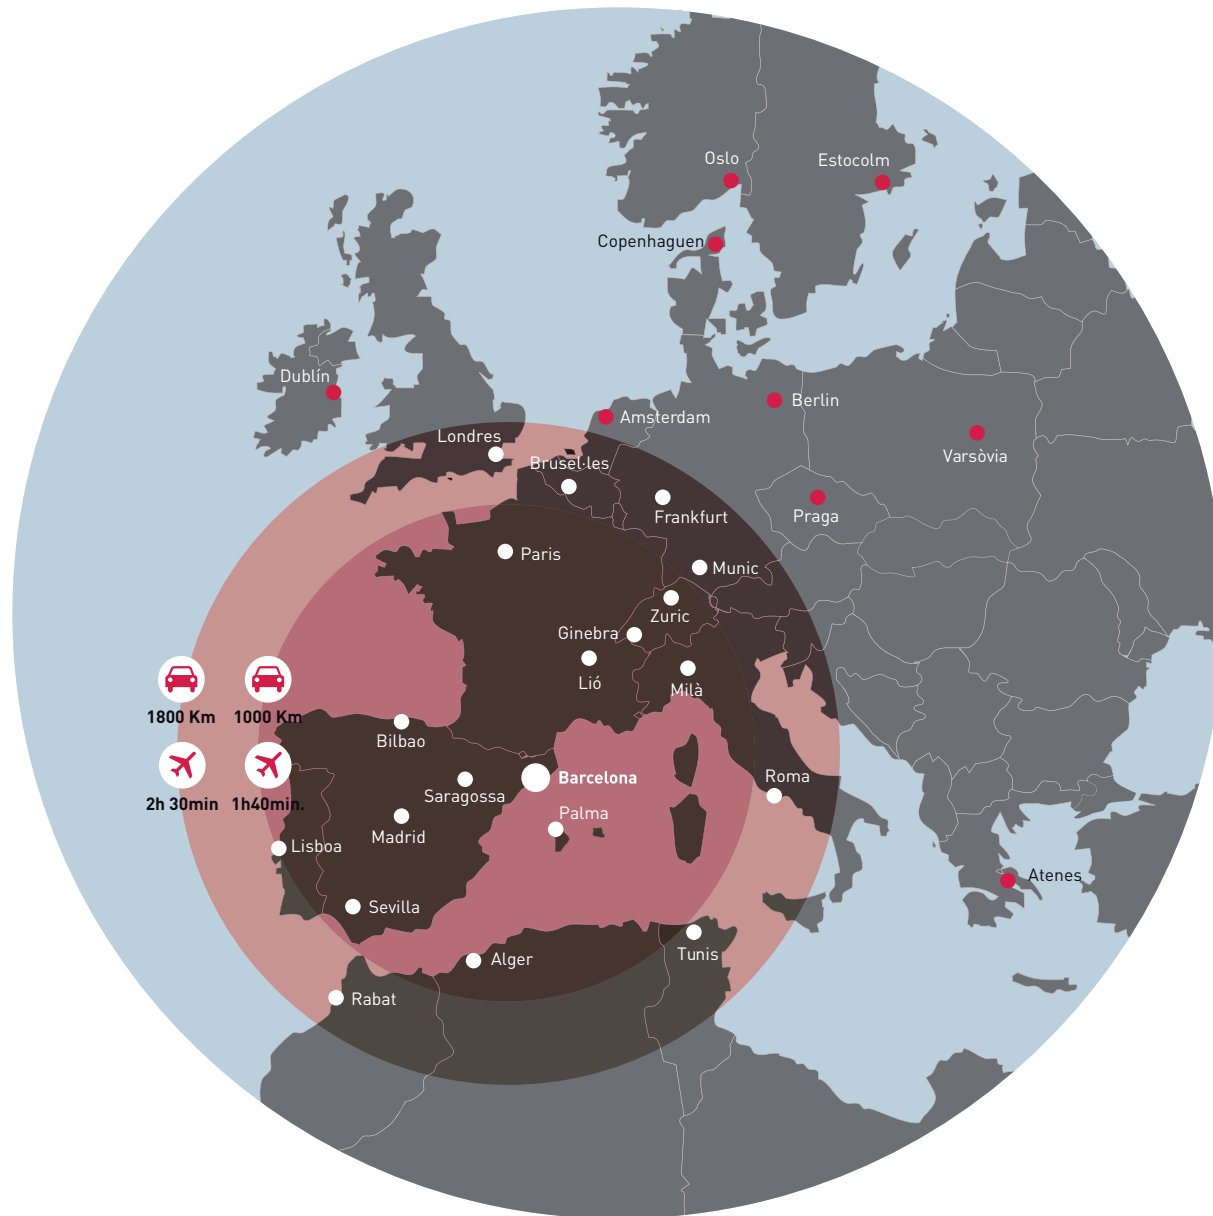 Oslo
Estocolm
Copenhaguen
Dublín
Berlin
Amsterdam
Londres
Varsòvia
Brusel·les
Frankfurt
Praga
Paris
Munic
Zuric
Ginebra
Lió
Milà
1800 Km
1000 Km
Bilbao
Barcelona
Roma
2h 30min
1h40min.
Saragossa
Palma
Madrid
Lisboa
Atenes
Sevilla
Tunis
Alger
Rabat